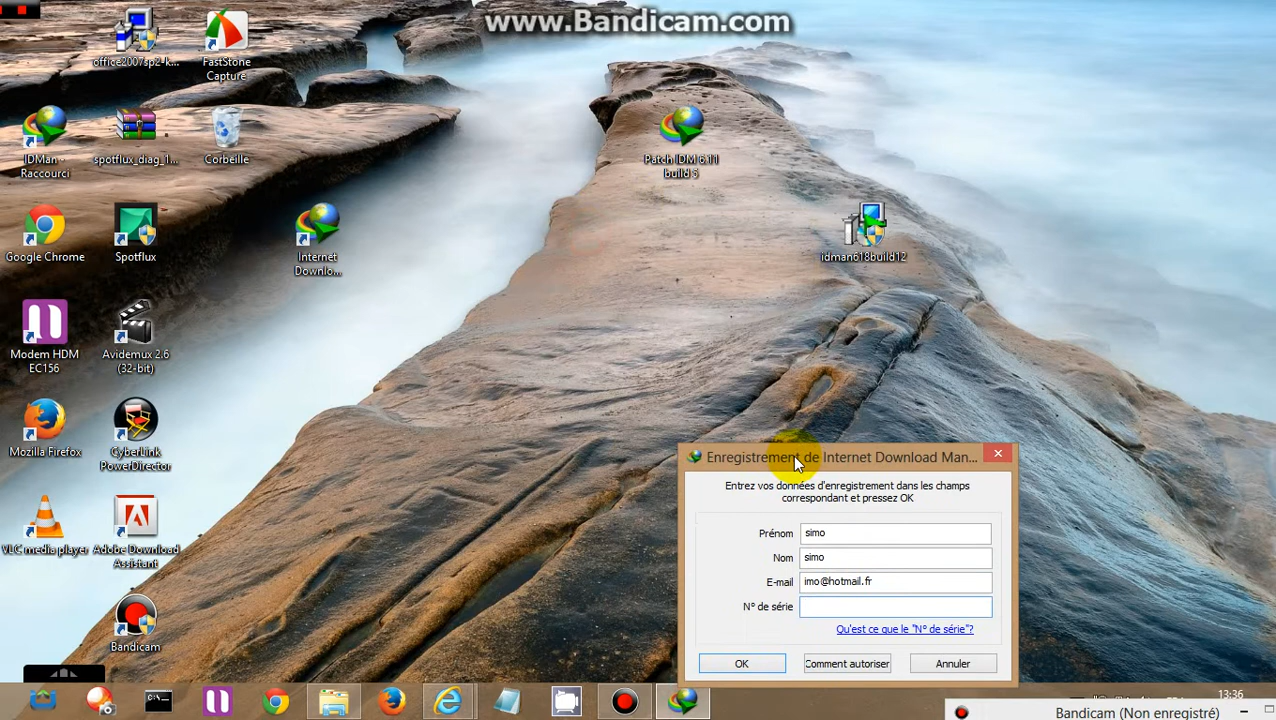 www.Bandicam.com
office2007sp2-k...
FastStone
Capture
IDMan -
Raccourci
spotflux_diag_1...
Corbeille
Patch IDM 6.11
build 5
Google Chrome
Spotflux
Internet
Downlo...
idman618build12
Modem HDM
EC156
Avidemux 2.6
(32-bit)
Mozilla Firefox
CyberLink
PowerDirector
VLC media player
Adobe Download
Assistant
Bandicam
Enregistrement de Internet Download Man...
Entrez vos données d'enregistrement dans les champs
correspondant et pressez OK
Prénom simo
Nom simo
E-mail imo@hotmail.fr
N° de série
Qu'est ce que le "N° de série"?
OK Comment autoriser Annuler
C:\_
13:36
Bandicam (Non enregistré)